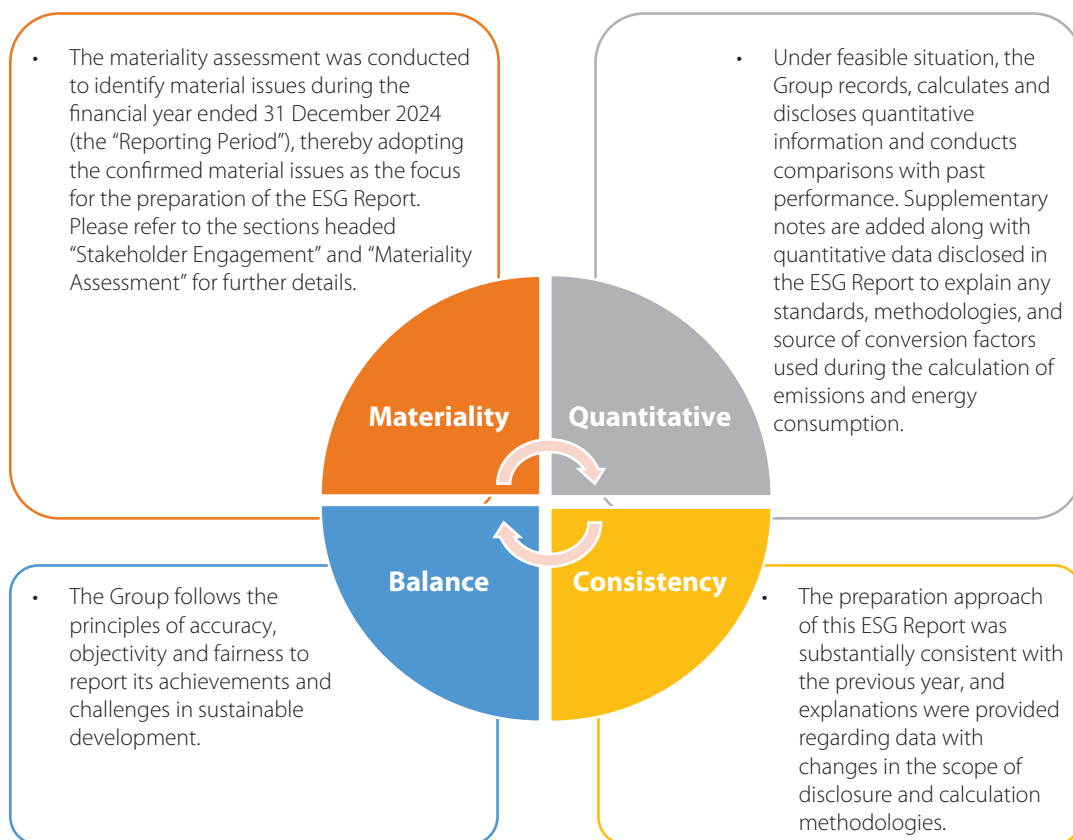 • The materiality assessment was conducted
to identify material issues during the
financial year ended 31 December 2024
(the “Reporting Period”), thereby adopting
the confirmed material issues as the focus
for the preparation of the ESG Report.
Please refer to the sections headed
“Stakeholder Engagement” and “Materiality
Assessment” for further details.
• Under feasible situation, the
Group records, calculates and
discloses quantitative
information and conducts
comparisons with past
performance. Supplementary
notes are added along with
quantitative data disclosed in
the ESG Report to explain any
standards, methodologies, and
source of conversion factors
used during the calculation of
emissions and energy
consumption.
Materiality
Quantitative
Balance
Consistency
• The Group follows the
principles of accuracy,
objectivity and fairness to
report its achievements and
challenges in sustainable
development.
• The preparation approach
of this ESG Report was
substantially consistent with
the previous year, and
explanations were provided
regarding data with
changes in the scope of
disclosure and calculation
methodologies.